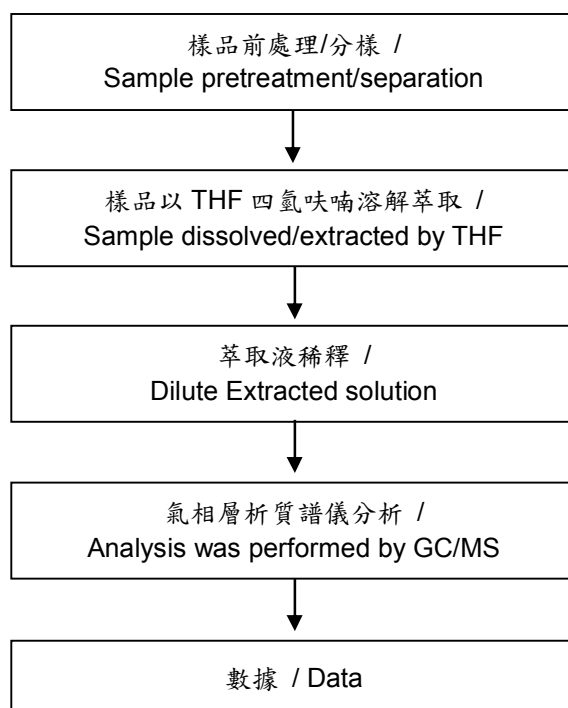 樣品前處理/分樣 /
Sample pretreatment/separation
樣品以 THF 四氫呋喃溶解萃取 /
Sample dissolved/extracted by THF
萃取液稀釋 /
Dilute Extracted solution
氣相層析質譜儀分析 /
Analysis was performed by GC/MS
數據 / Data